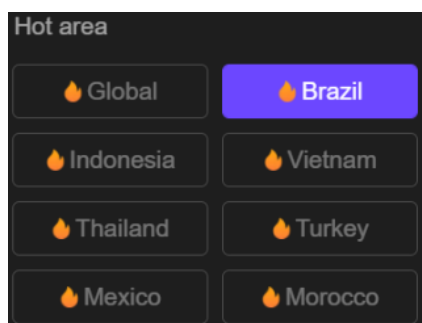 Hot area
🔥Global
🔥Brazil
🔥Indonesia
🔥Vietnam
🔥Thailand
🔥Turkey
🔥Mexico
🔥Morocco